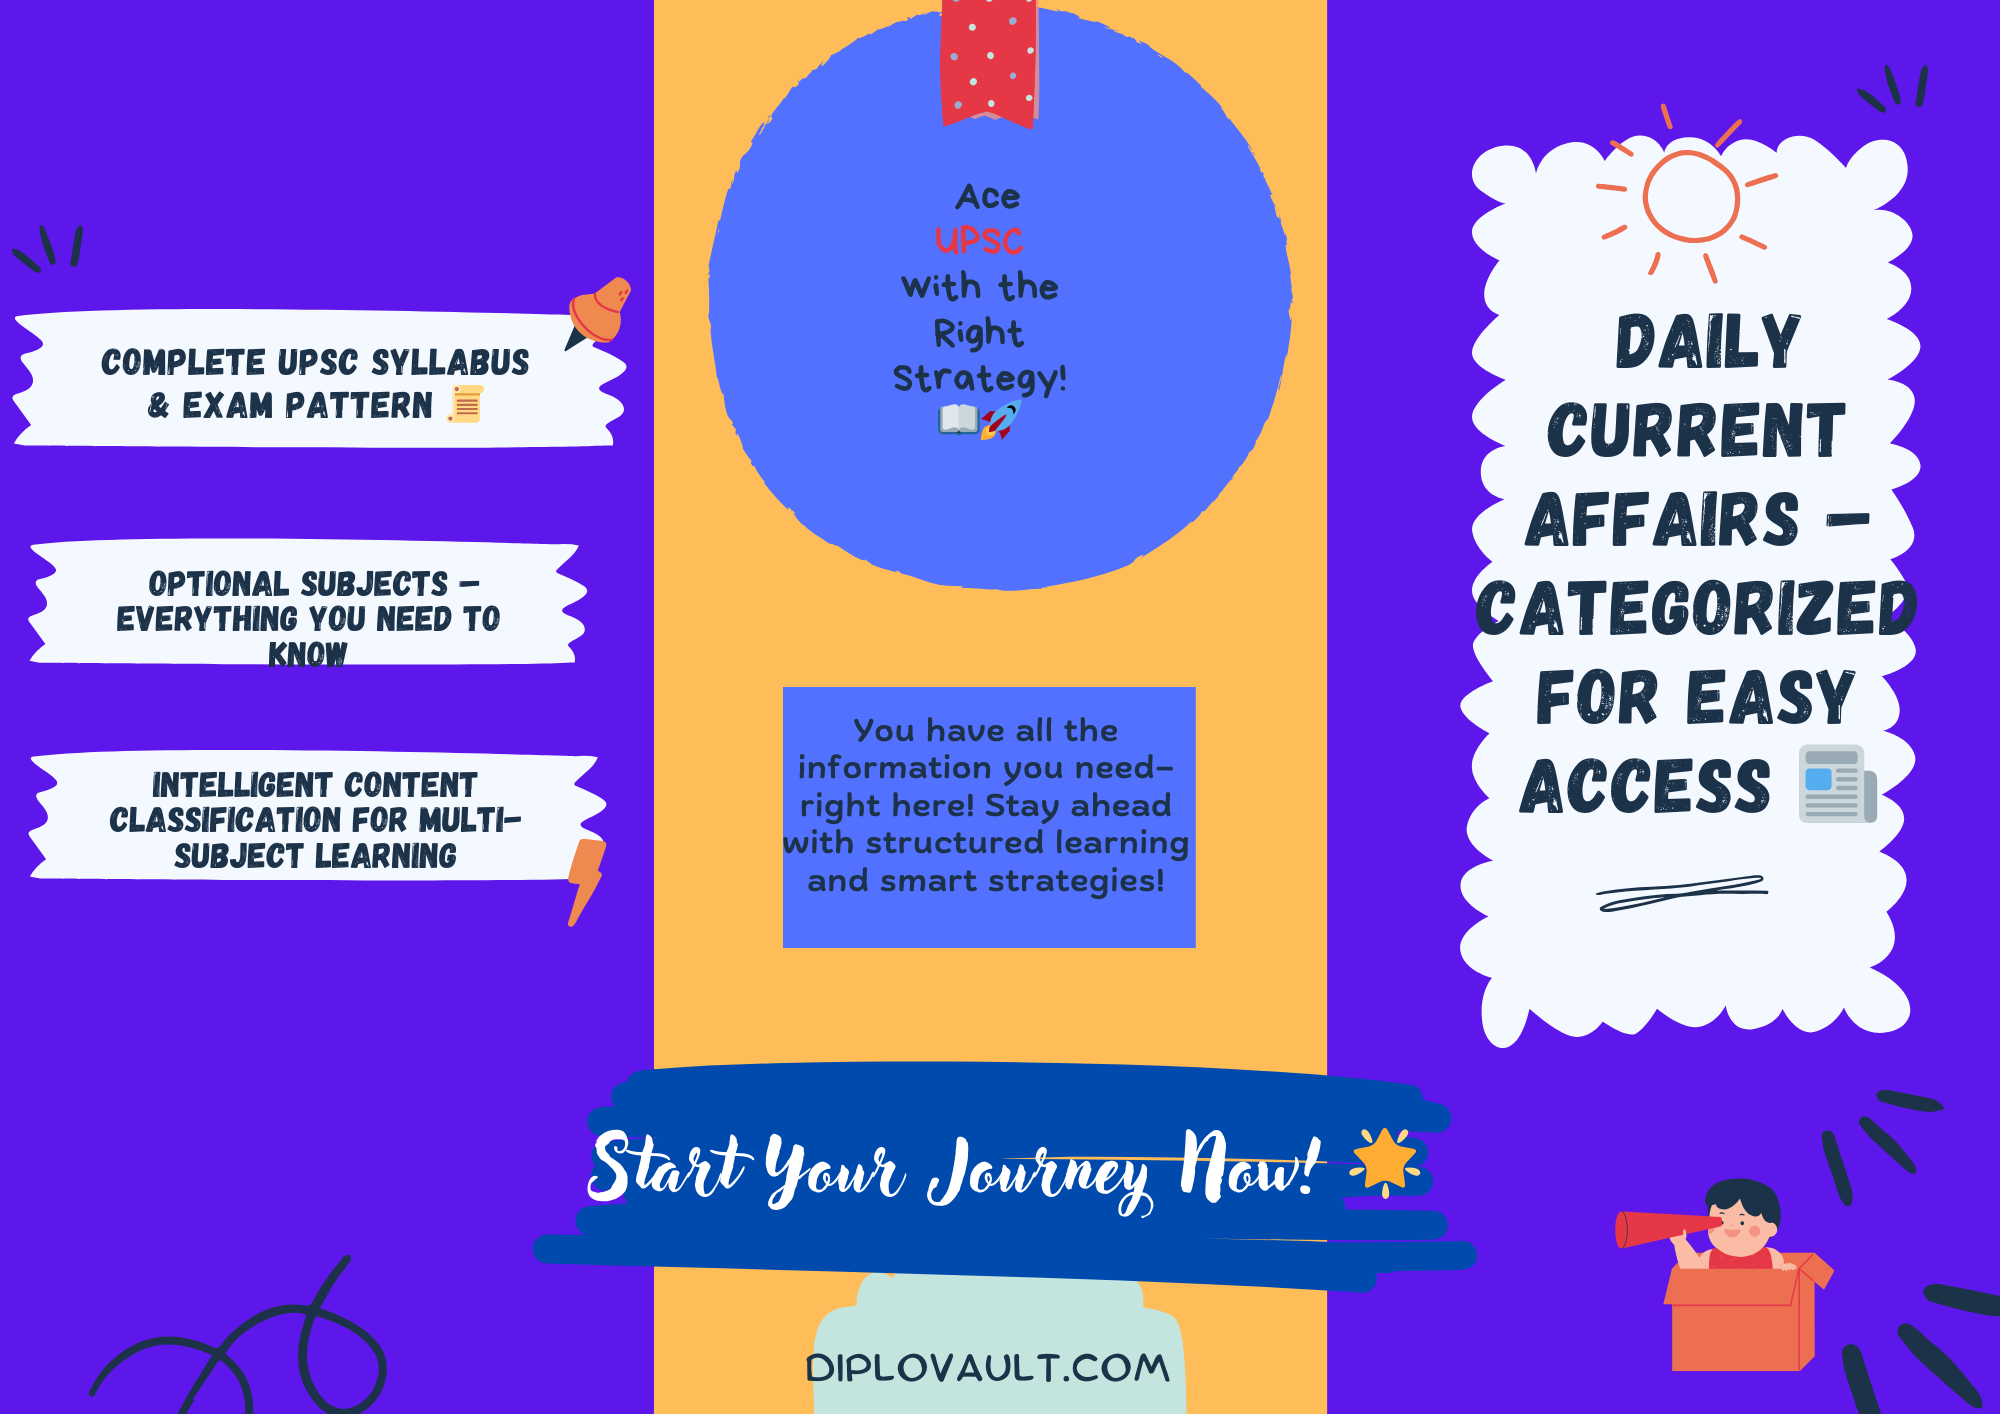 COMPLETE UPSC SYLLABUS
& EXAM PATTERN 📜
OPTIONAL SUBJECTS –
EVERYTHING YOU NEED TO
KNOW
INTELLIGENT CONTENT
CLASSIFICATION FOR MULTI-
SUBJECT LEARNING
Ace
UPSC
with the
Right
Strategy!
📖🚀
You have all the
information you need–
right here! Stay ahead
with structured learning
and smart strategies!
Start Your Journey Now! 🌟
DIPLOVAULT.COM
DAILY
CURRENT
AFFAIRS –
CATEGORIZED
FOR EASY
ACCESS 📰